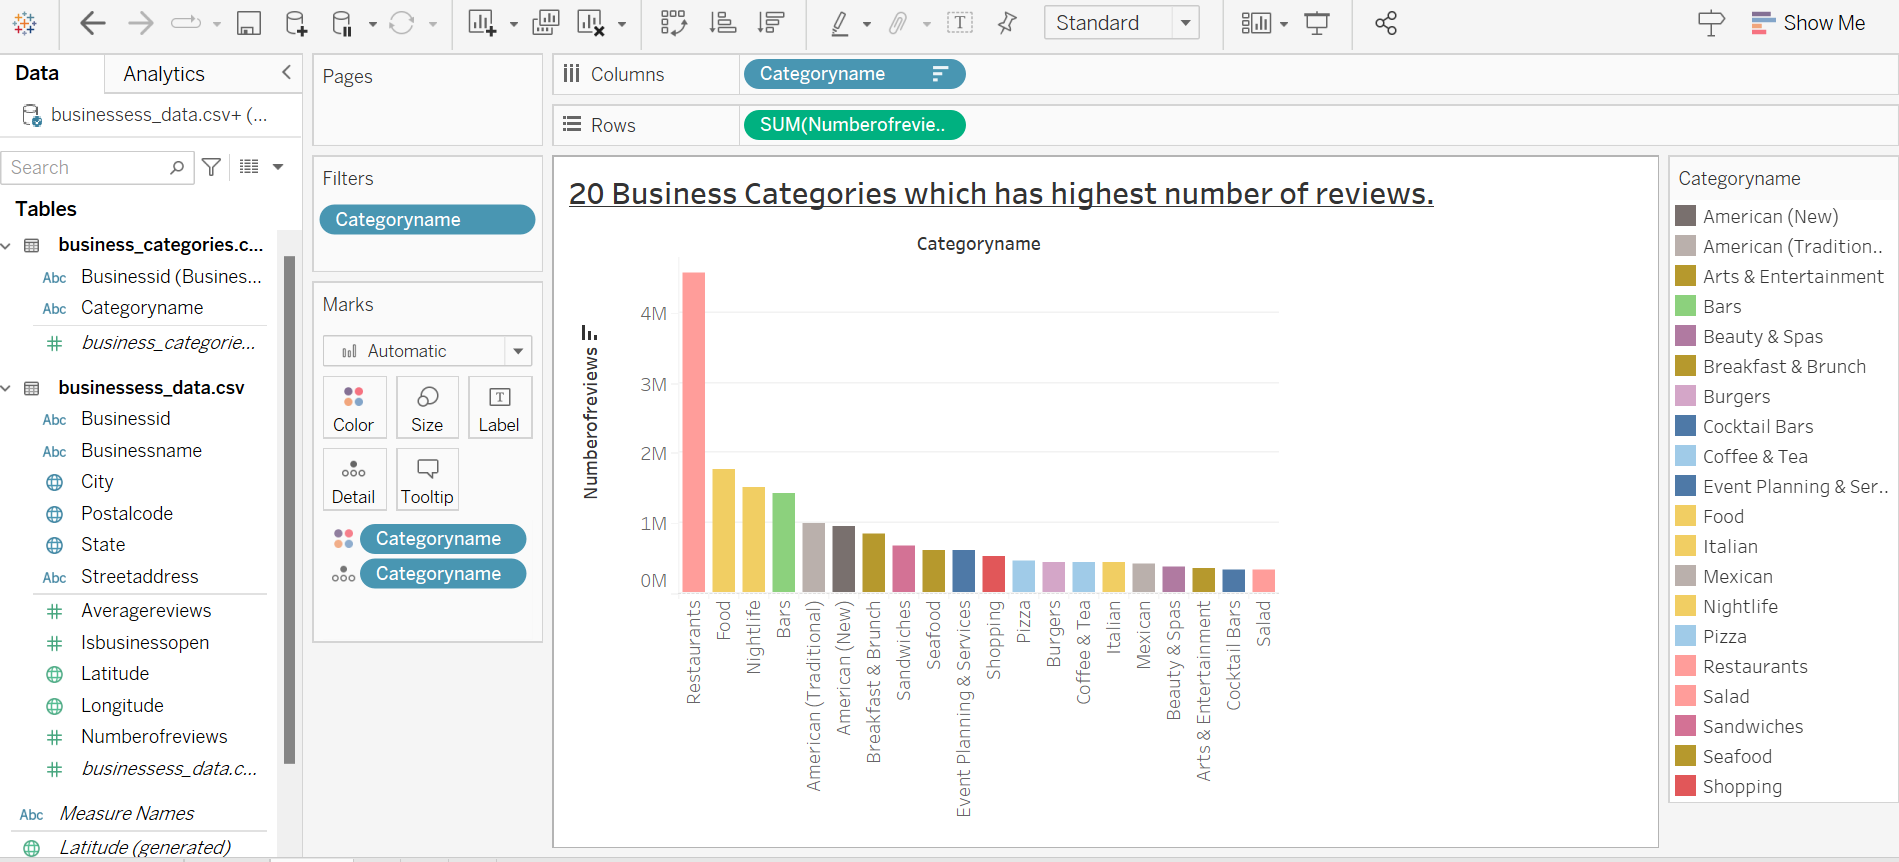 Standard
Show Me
Data
Analytics
businessess_data.csv+ (...
Search
Tables
business_categories.c...
Abc Businessid (Busines...
Abc Categoryname
business_categorie...
businessess_data.csv
Abc Businessid
Abc Businessname
City
Postalcode
State
Abc Streetaddress
Averagereviews
Isbusinessopen
Latitude
Longitude
Numberofreviews
businessess_data.c...
Abc Measure Names
Latitude (generated)
Pages
Filters
Categoryname
Marks
Automatic
Color
Size
T
Label
Detail
Tooltip
Categoryname
Categoryname
Columns
Categoryname
Rows
SUM(Numberofrevie..
20 Business Categories which has highest number of reviews.
Categoryname
Numberofreviews
4M
3M
2M
1M
0M
Restaurants
Food
Nightlife
Bars
American (Traditional)
American (New)
Breakfast & Brunch
Sandwiches
Seafood
Event Planning & Services
Shopping
Pizza
Burgers
Coffee & Tea
Italian
Mexican
Beauty & Spas
Arts & Entertainment
Cocktail Bars
Salad
Categoryname
American (New)
American (Tradition..
Arts & Entertainment
Bars
Beauty & Spas
Breakfast & Brunch
Burgers
Cocktail Bars
Coffee & Tea
Event Planning & Ser..
Food
Italian
Mexican
Nightlife
Pizza
Restaurants
Salad
Sandwiches
Seafood
Shopping